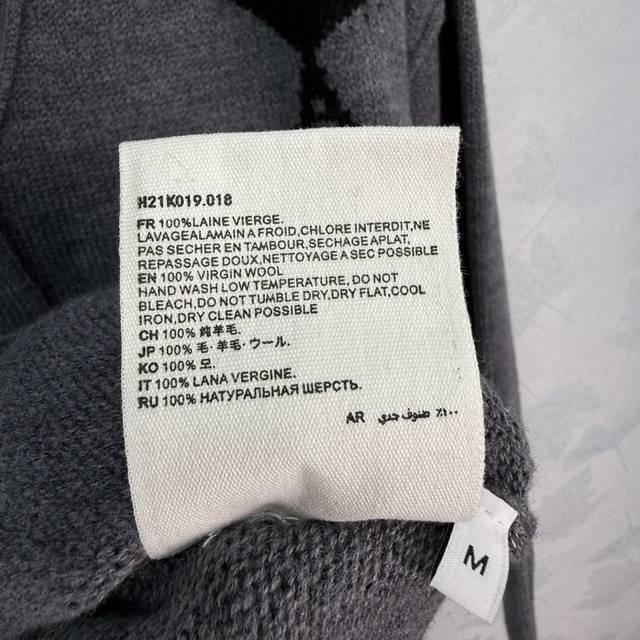 H21K019.018
FR 100%LAINE VIERGE.
LAVAGEALAMAIN A FROID,CHLORE INTERDIT,NE
PAS SECHER EN TAMBOUR,SECHAGE APLAT,
REPASSAGE DOUX,NETTOYAGE A SEC POSSIBLE
EN 100% VIRGIN WOOL
HAND WASH LOW TEMPERATURE, DO NOT
BLEACH,DO NOT TUMBLE DRY,DRY FLAT,COOL
IRON,DRY CLEAN POSSIBLE
CH 100% 纯羊毛.
JP 100% 毛·羊毛·ウール.
KO 100% 모.
IT 100% LANA VERGINE.
RU 100% НАТУРАЛЬНАЯ ШЕРСТЬ.
AR صوف جدي ٪١٠٠
M